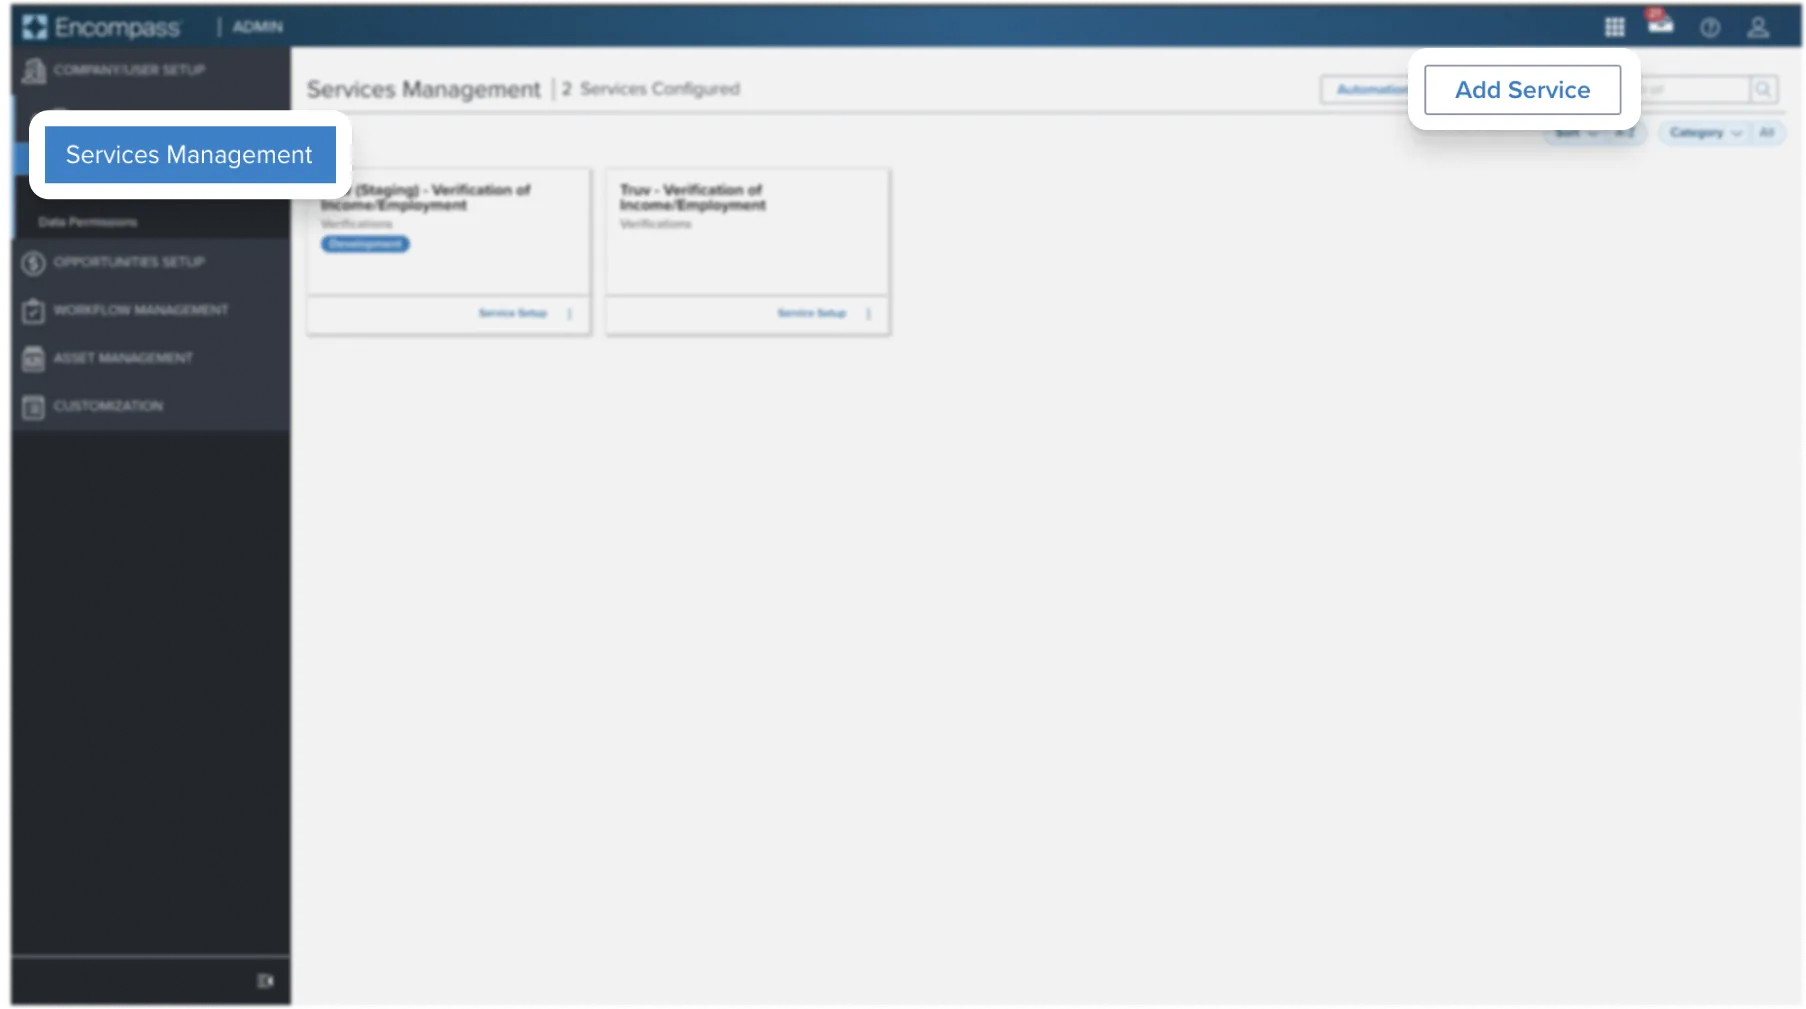 Encompass | ADMIN
27
COMPANY/USER SETUP
Services Management
Data Permissions
OPPORTUNITIES SETUP
WORKFLOW MANAGEMENT
ASSET MANAGEMENT
CUSTOMIZATION
Services Management | 2 Services Configured
Automation
Add Service
Sort A-Z
Category All
(Staging) - Verification of
Income/Employment
Verifications
Development
Service Setup
Truv - Verification of
Income/Employment
Verifications
Service Setup